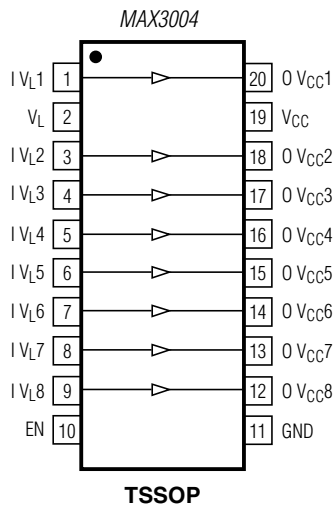 MAX3004
I VL1 1 20 O VCC1
VL 2 19 VCC
I VL2 3 18 O VCC2
I VL3 4 17 O VCC3
I VL4 5 16 O VCC4
I VL5 6 15 O VCC5
I VL6 7 14 O VCC6
I VL7 8 13 O VCC7
I VL8 9 12 O VCC8
EN 10 11 GND
TSSOP